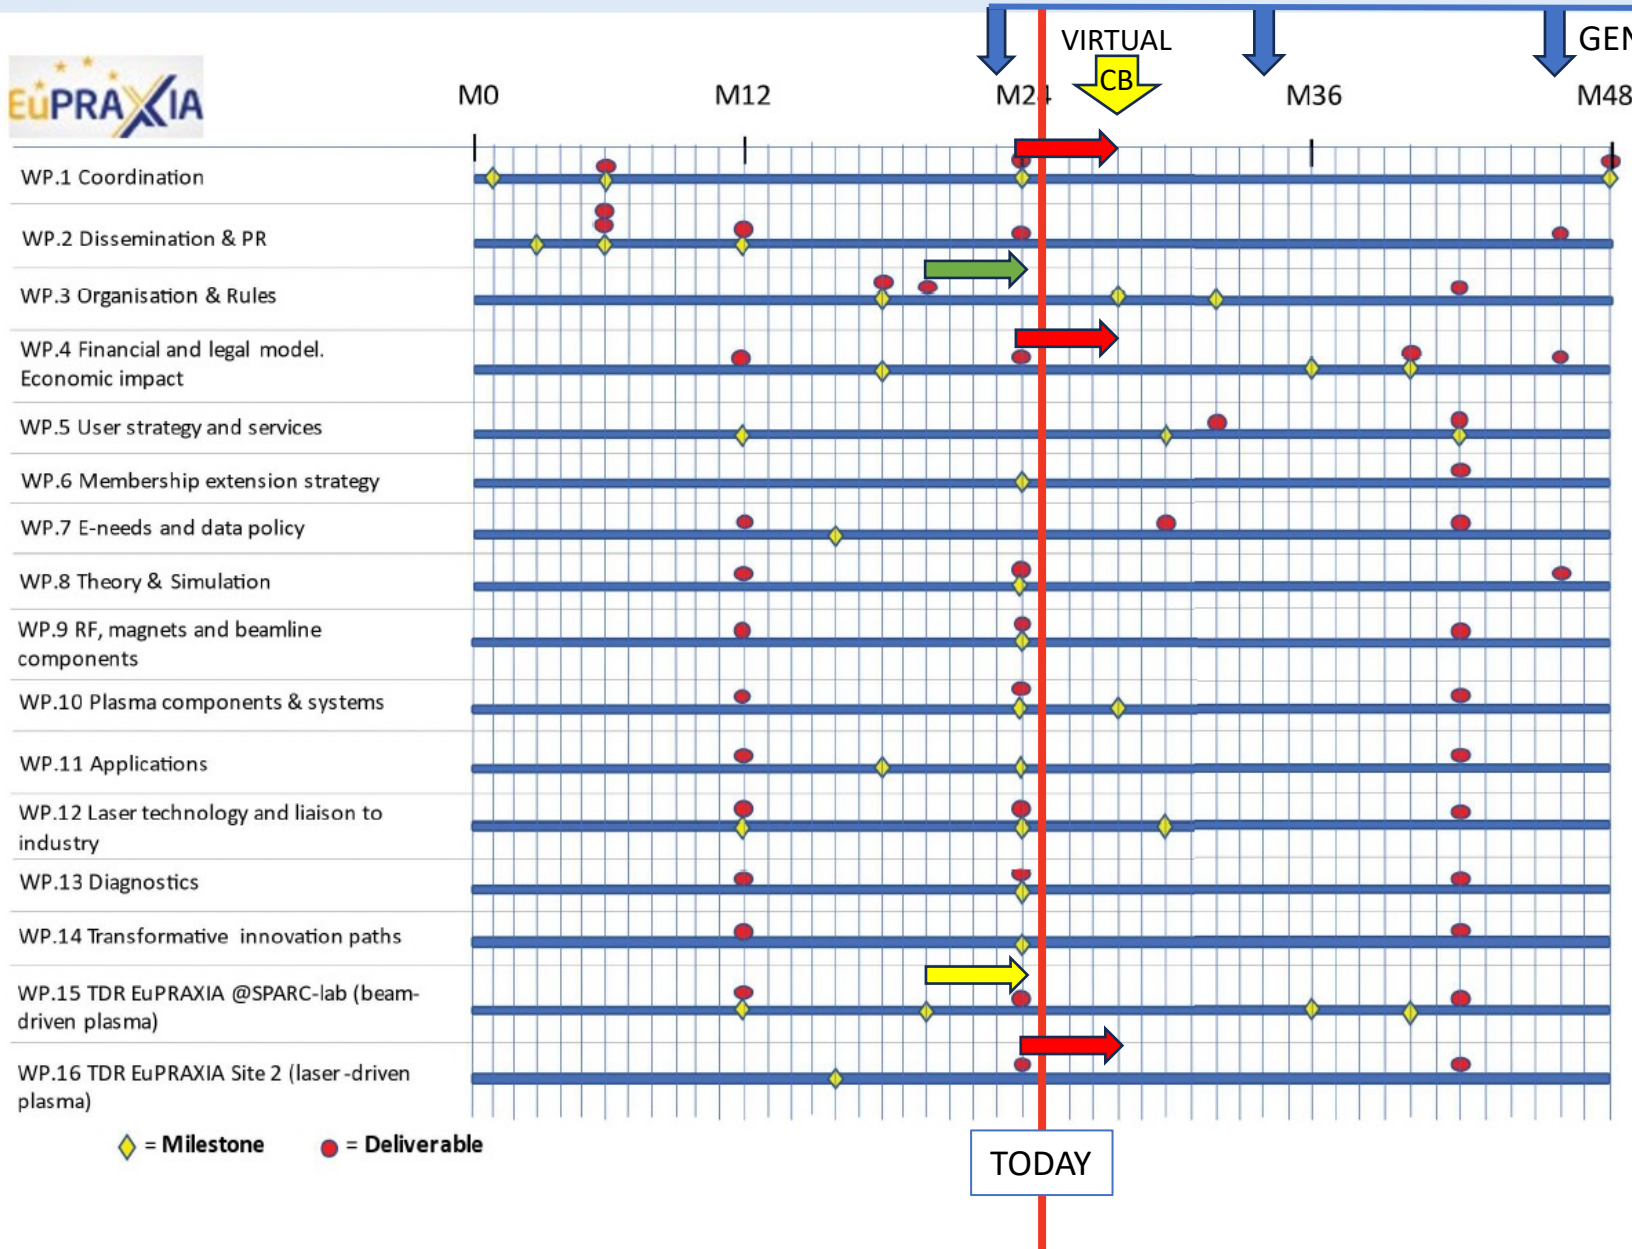 GEN
VIRTUAL
CB
EuPRAXIA
M0 M12 M24 M36 M48
WP.1 Coordination
WP.2 Dissemination & PR
WP.3 Organisation & Rules
WP.4 Financial and legal model.
Economic impact
WP.5 User strategy and services
WP.6 Membership extension strategy
WP.7 E-needs and data policy
WP.8 Theory & Simulation
WP.9 RF, magnets and beamline
components
WP.10 Plasma components & systems
WP.11 Applications
WP.12 Laser technology and liaison to
industry
WP.13 Diagnostics
WP.14 Transformative innovation paths
WP.15 TDR EuPRAXIA @SPARC-lab (beam-
driven plasma)
WP.16 TDR EuPRAXIA Site 2 (laser-driven
plasma)
= Milestone = Deliverable
TODAY